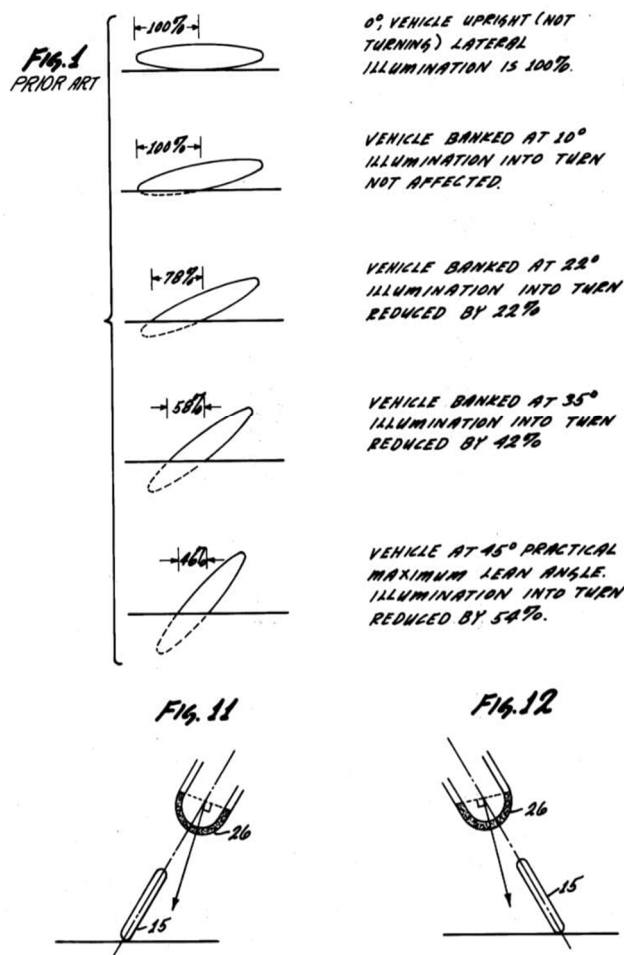 FIG. 1
PRIOR ART
100%
0°, VEHICLE UPRIGHT (NOT
TURNING) LATERAL
ILLUMINATION IS 100%.
100%
VEHICLE BANKED AT 10°
ILLUMINATION INTO TURN
NOT AFFECTED.
78%
VEHICLE BANKED AT 22°
ILLUMINATION INTO TURN
REDUCED BY 22%
58%
VEHICLE BANKED AT 35°
ILLUMINATION INTO TURN
REDUCED BY 42%
46%
VEHICLE AT 45° PRACTICAL
MAXIMUM LEAN ANGLE.
ILLUMINATION INTO TURN
REDUCED BY 54%.
FIG. 11
26
15
FIG. 12
26
15